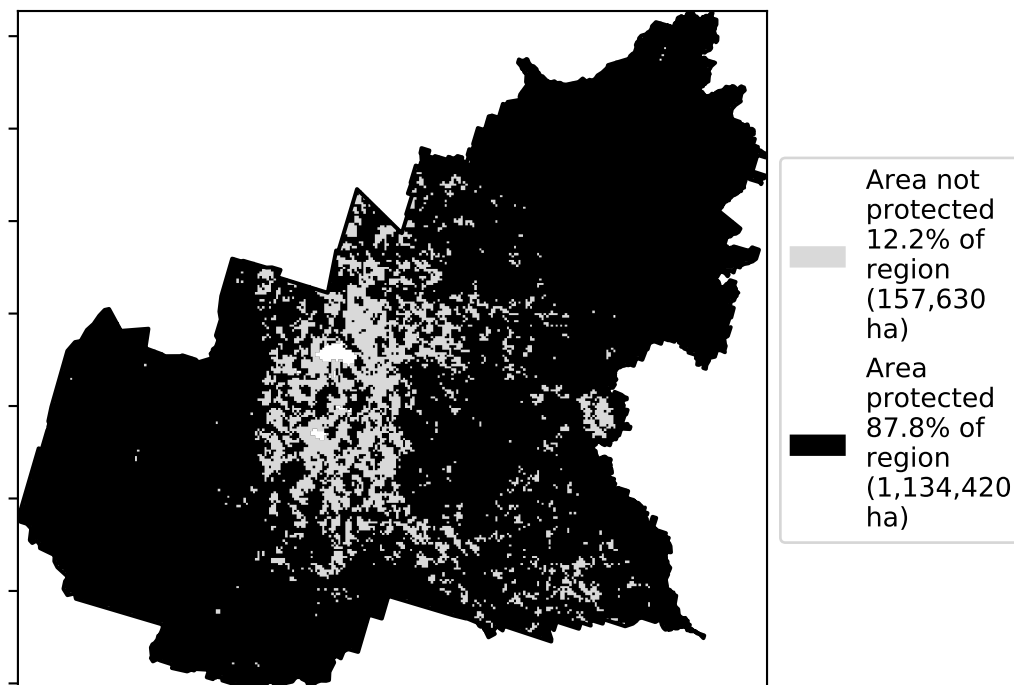 Area not
protected
12.2% of
region
(157,630
ha)
Area
protected
87.8% of
region
(1,134,420
ha)